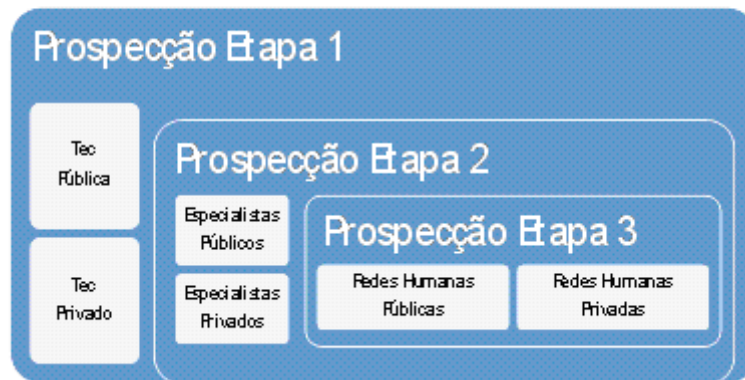 Prospecção Etapa 1
Tec
Pública
Tec
Privado
Prospecção Etapa 2
Especialistas
Públicos
Especialistas
Privados
Prospecção Etapa 3
Redes Humanas
Públicas
Redes Humanas
Privadas